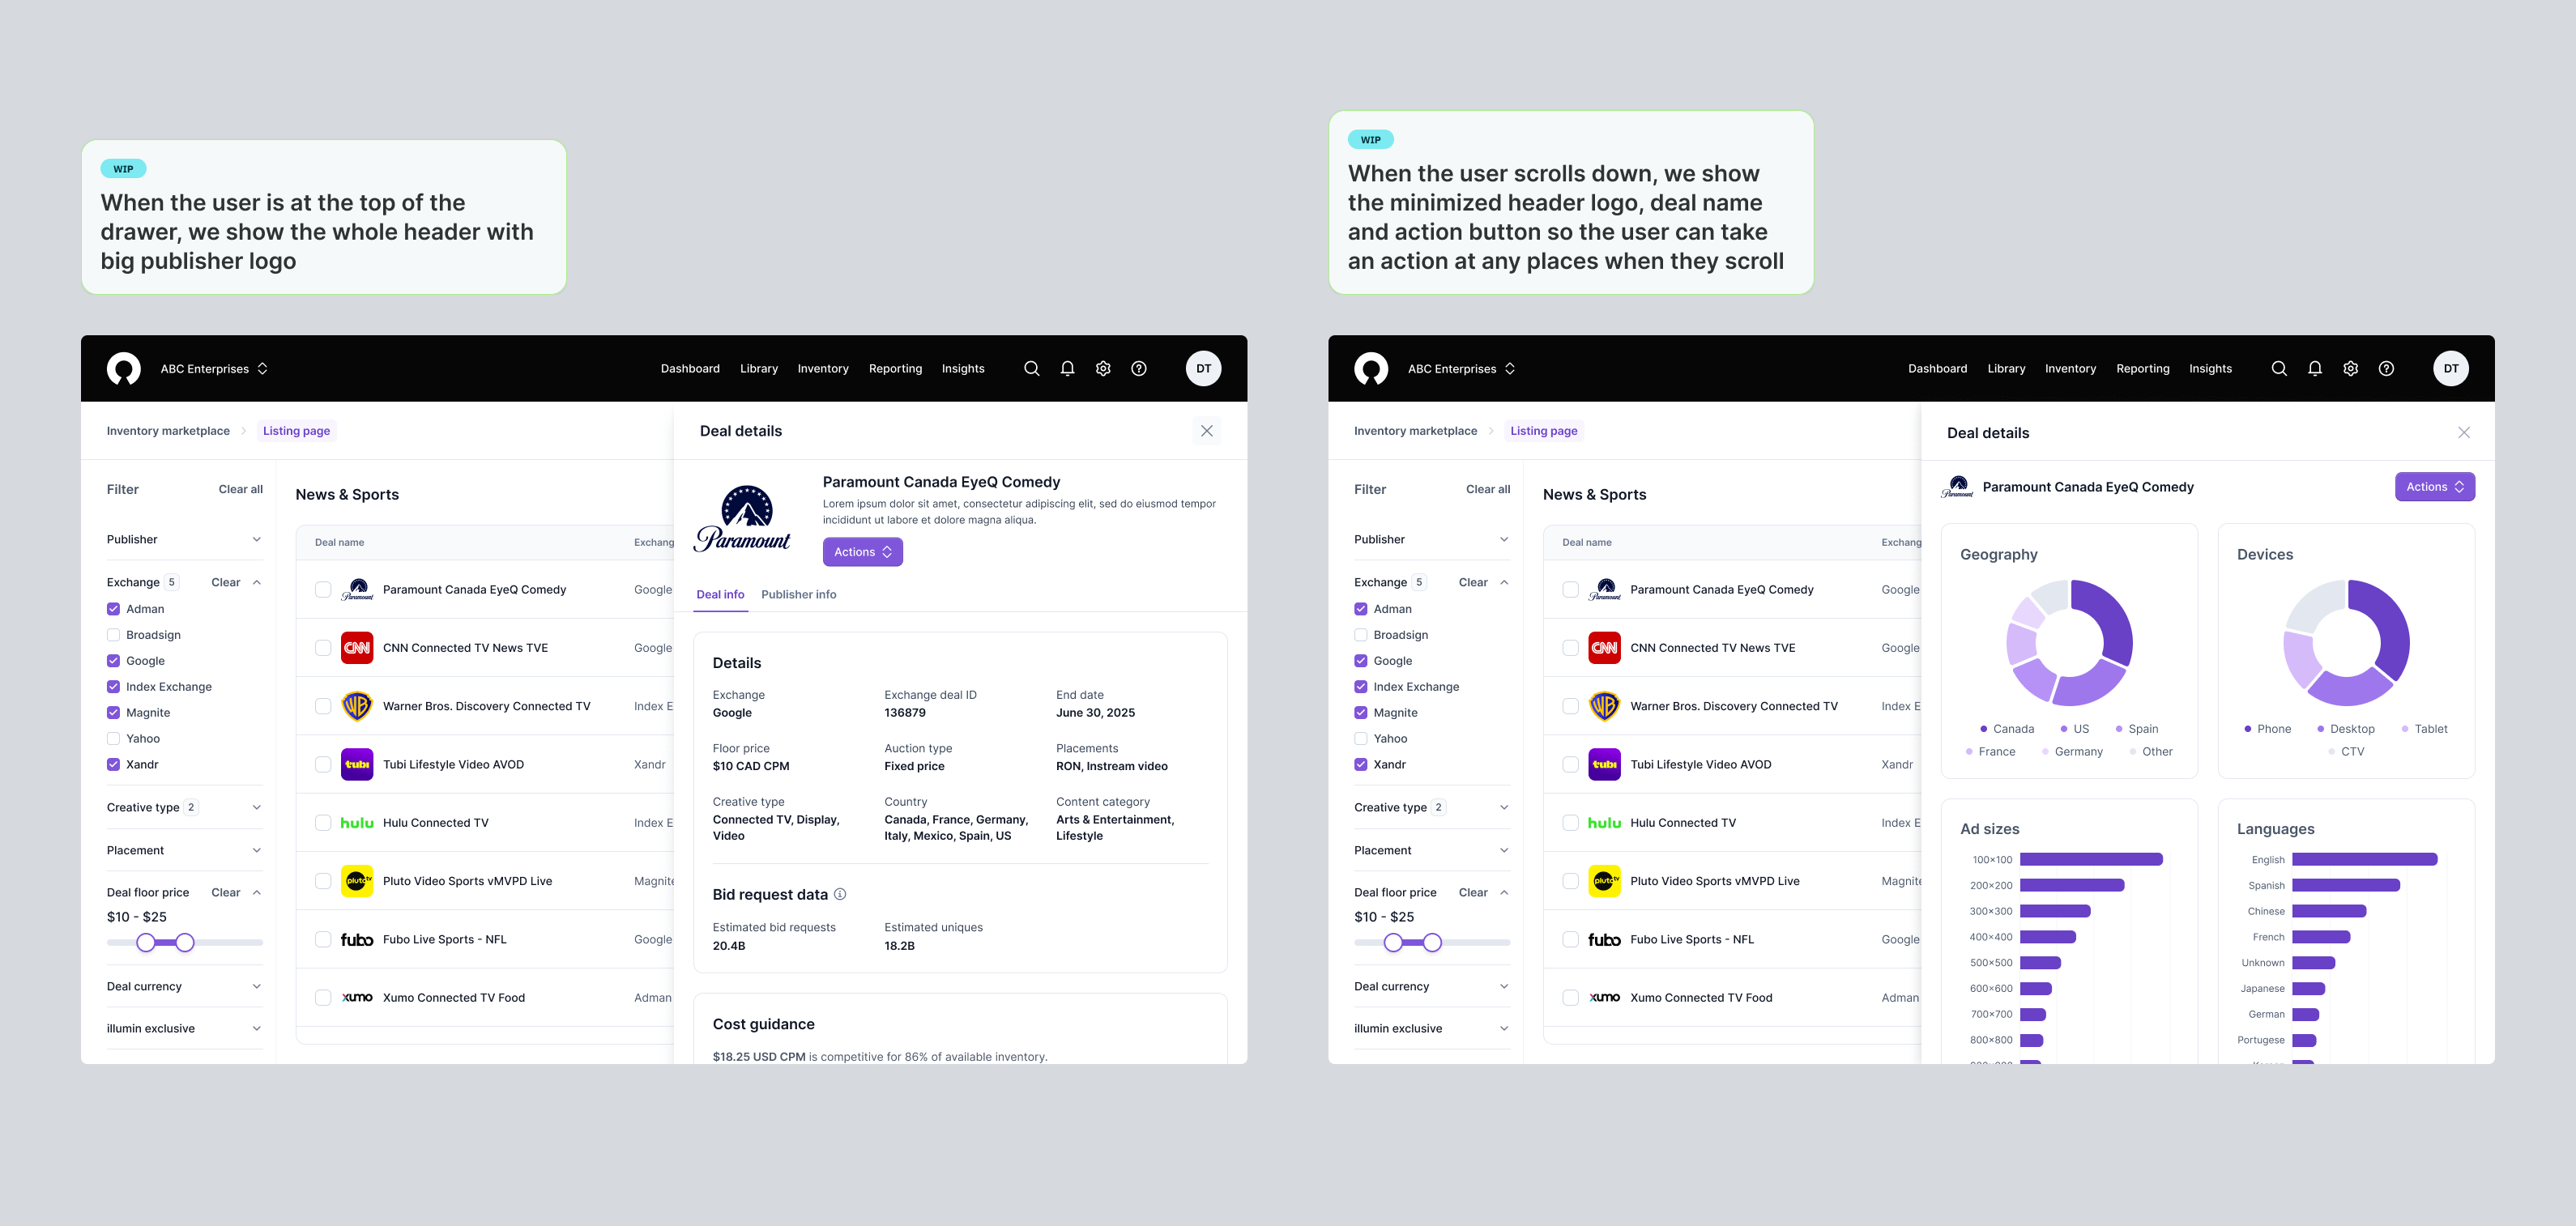 WIP
When the user is at the top of the
drawer, we show the whole header with
big publisher logo
ABC Enterprises
Dashboard Library Inventory Reporting Insights
DT
Inventory marketplace Listing page
Filter Clear all
Publisher
Exchange 5 Clear
Adman
Broadsign
Google
Index Exchange
Magnite
Yahoo
Xandr
Creative type 2
Placement
Deal floor price Clear
$10 - $25
Deal currency
illumin exclusive
News & Sports
Deal name Exchang
Paramount Paramount Canada EyeQ Comedy Google
CNN CNN Connected TV News TVE Google
WB Warner Bros. Discovery Connected TV Index E
tubi Tubi Lifestyle Video AVOD Xandr
hulu Hulu Connected TV Index E
pluto tv Pluto Video Sports vMVPD Live Magnite
fubo Fubo Live Sports - NFL Google
xumo Xumo Connected TV Food Adman
Deal details
Paramount
Paramount Canada EyeQ Comedy
Lorem ipsum dolor sit amet, consectetur adipiscing elit, sed do eiusmod tempor
incididunt ut labore et dolore magna aliqua.
Actions
Deal info Publisher info
Details
Exchange Exchange deal ID End date
Google 136879 June 30, 2025
Floor price Auction type Placements
$10 CAD CPM Fixed price RON, Instream video
Creative type Country Content category
Connected TV, Display, Canada, France, Germany, Arts & Entertainment,
Video Italy, Mexico, Spain, US Lifestyle
Bid request data
Estimated bid requests Estimated uniques
20.4B 18.2B
Cost guidance
$18.25 USD CPM is competitive for 86% of available inventory.
WIP
When the user scrolls down, we show
the minimized header logo, deal name
and action button so the user can take
an action at any places when they scroll
ABC Enterprises
Dashboard Library Inventory Reporting Insights
DT
Inventory marketplace Listing page
Filter Clear all
Publisher
Exchange 5 Clear
Adman
Broadsign
Google
Index Exchange
Magnite
Yahoo
Xandr
Creative type 2
Placement
Deal floor price Clear
$10 - $25
Deal currency
illumin exclusive
News & Sports
Deal name Exchang
Paramount Paramount Canada EyeQ Comedy Google
CNN CNN Connected TV News TVE Google
WB Warner Bros. Discovery Connected TV Index E
tubi Tubi Lifestyle Video AVOD Xandr
hulu Hulu Connected TV Index E
pluto tv Pluto Video Sports vMVPD Live Magnite
fubo Fubo Live Sports - NFL Google
xumo Xumo Connected TV Food Adman
Deal details
Paramount Paramount Canada EyeQ Comedy Actions
Geography
Canada US Spain
France Germany Other
Devices
Phone Desktop Tablet
CTV
Ad sizes
100×100
200×200
300×300
400×400
500×500
600×600
700×700
800×800
Languages
English
Spanish
Chinese
French
Unknown
Japanese
German
Portugese